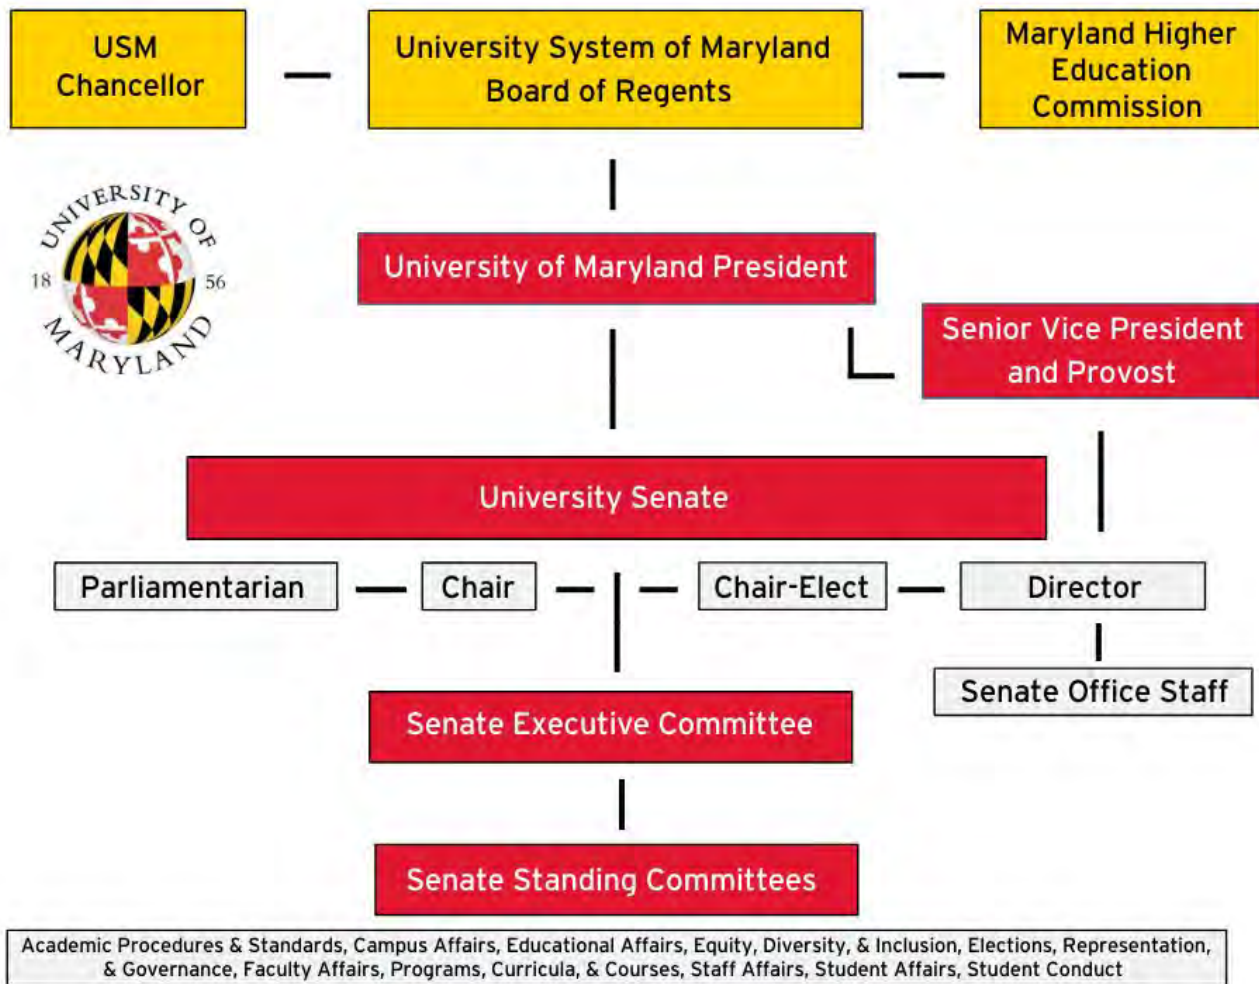 USM
Chancellor
University System of Maryland
Board of Regents
Maryland Higher
Education
Commission
UNIVERSITY OF
18 56
MARYLAND
University of Maryland President
Senior Vice President
and Provost
University Senate
Parliamentarian
Chair
Chair-Elect
Director
Senate Office Staff
Senate Executive Committee
Senate Standing Committees
Academic Procedures & Standards, Campus Affairs, Educational Affairs, Equity, Diversity, & Inclusion, Elections, Representation,
& Governance, Faculty Affairs, Programs, Curricula, & Courses, Staff Affairs, Student Affairs, Student Conduct